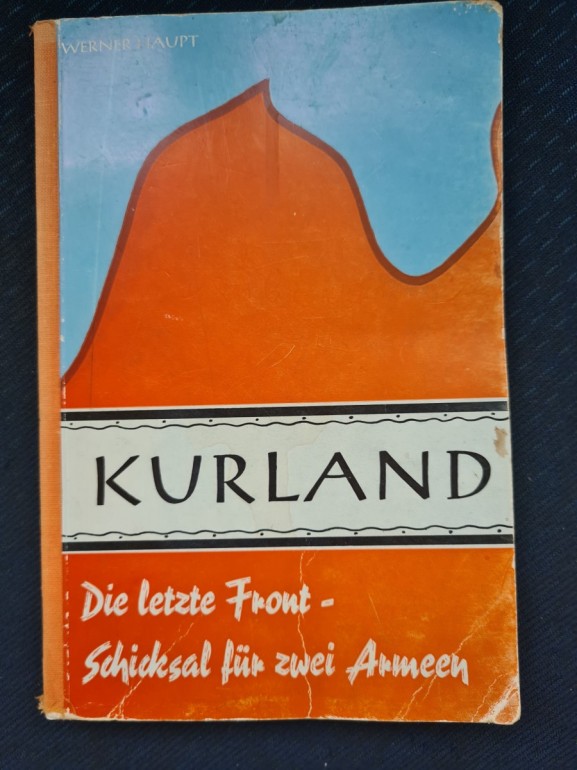 WERNER HAUPT
KURLAND
Die letzte Front -
Schicksal für zwei Armeen